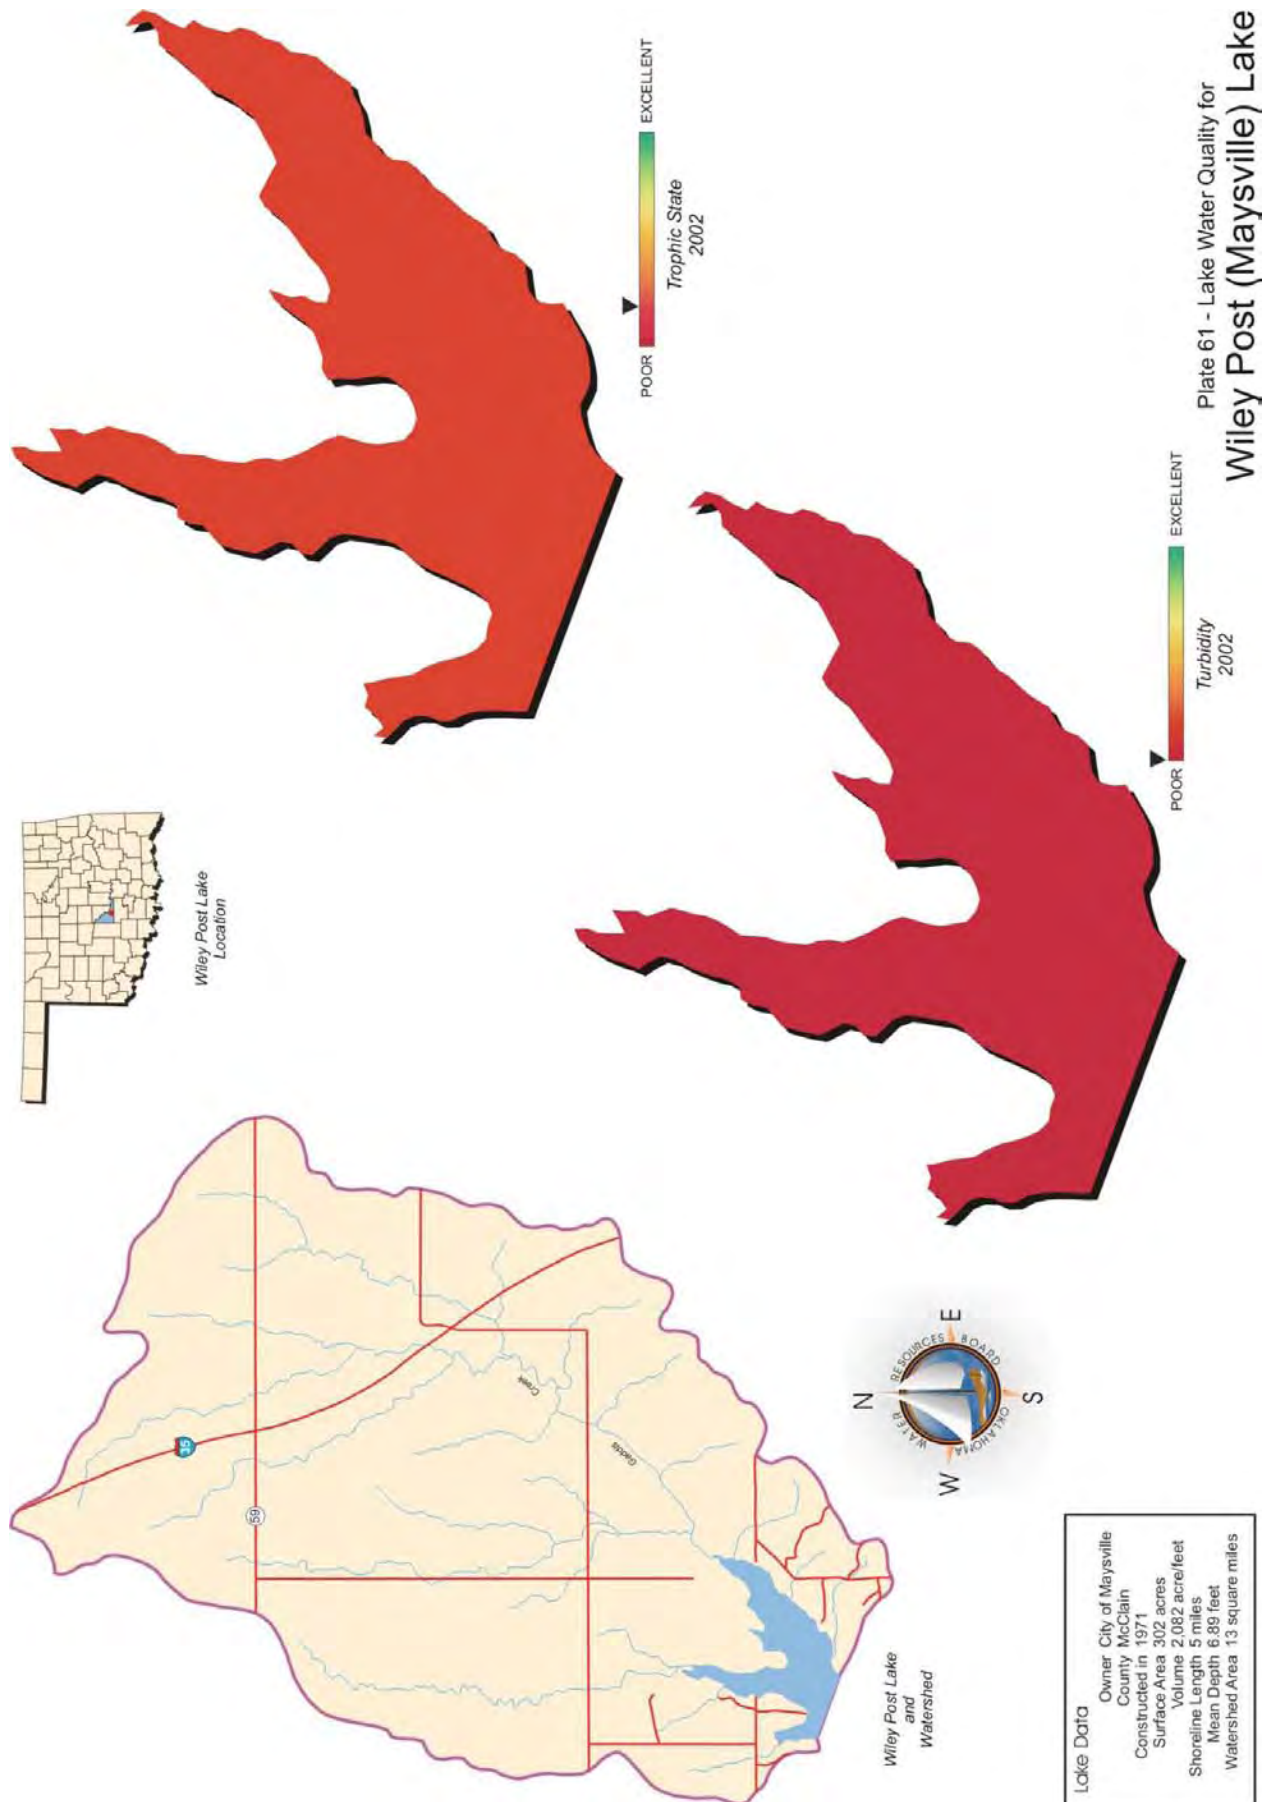 Plate 61 - Lake Water Quality for
Wiley Post (Maysville) Lake
Wiley Post Lake
Location
POOR
EXCELLENT
Trophic State
2002
POOR
EXCELLENT
Turbidity
2002
35
59
Gaddis
Creek
Wiley Post Lake
and
Watershed
N
W
E
S
OKLAHOMA WATER RESOURCES BOARD
Lake Data
Owner City of Maysville
County McClain
Constructed in 1971
Surface Area 302 acres
Volume 2,082 acre/feet
Shoreline Length 5 miles
Mean Depth 6.89 feet
Watershed Area 13 square miles